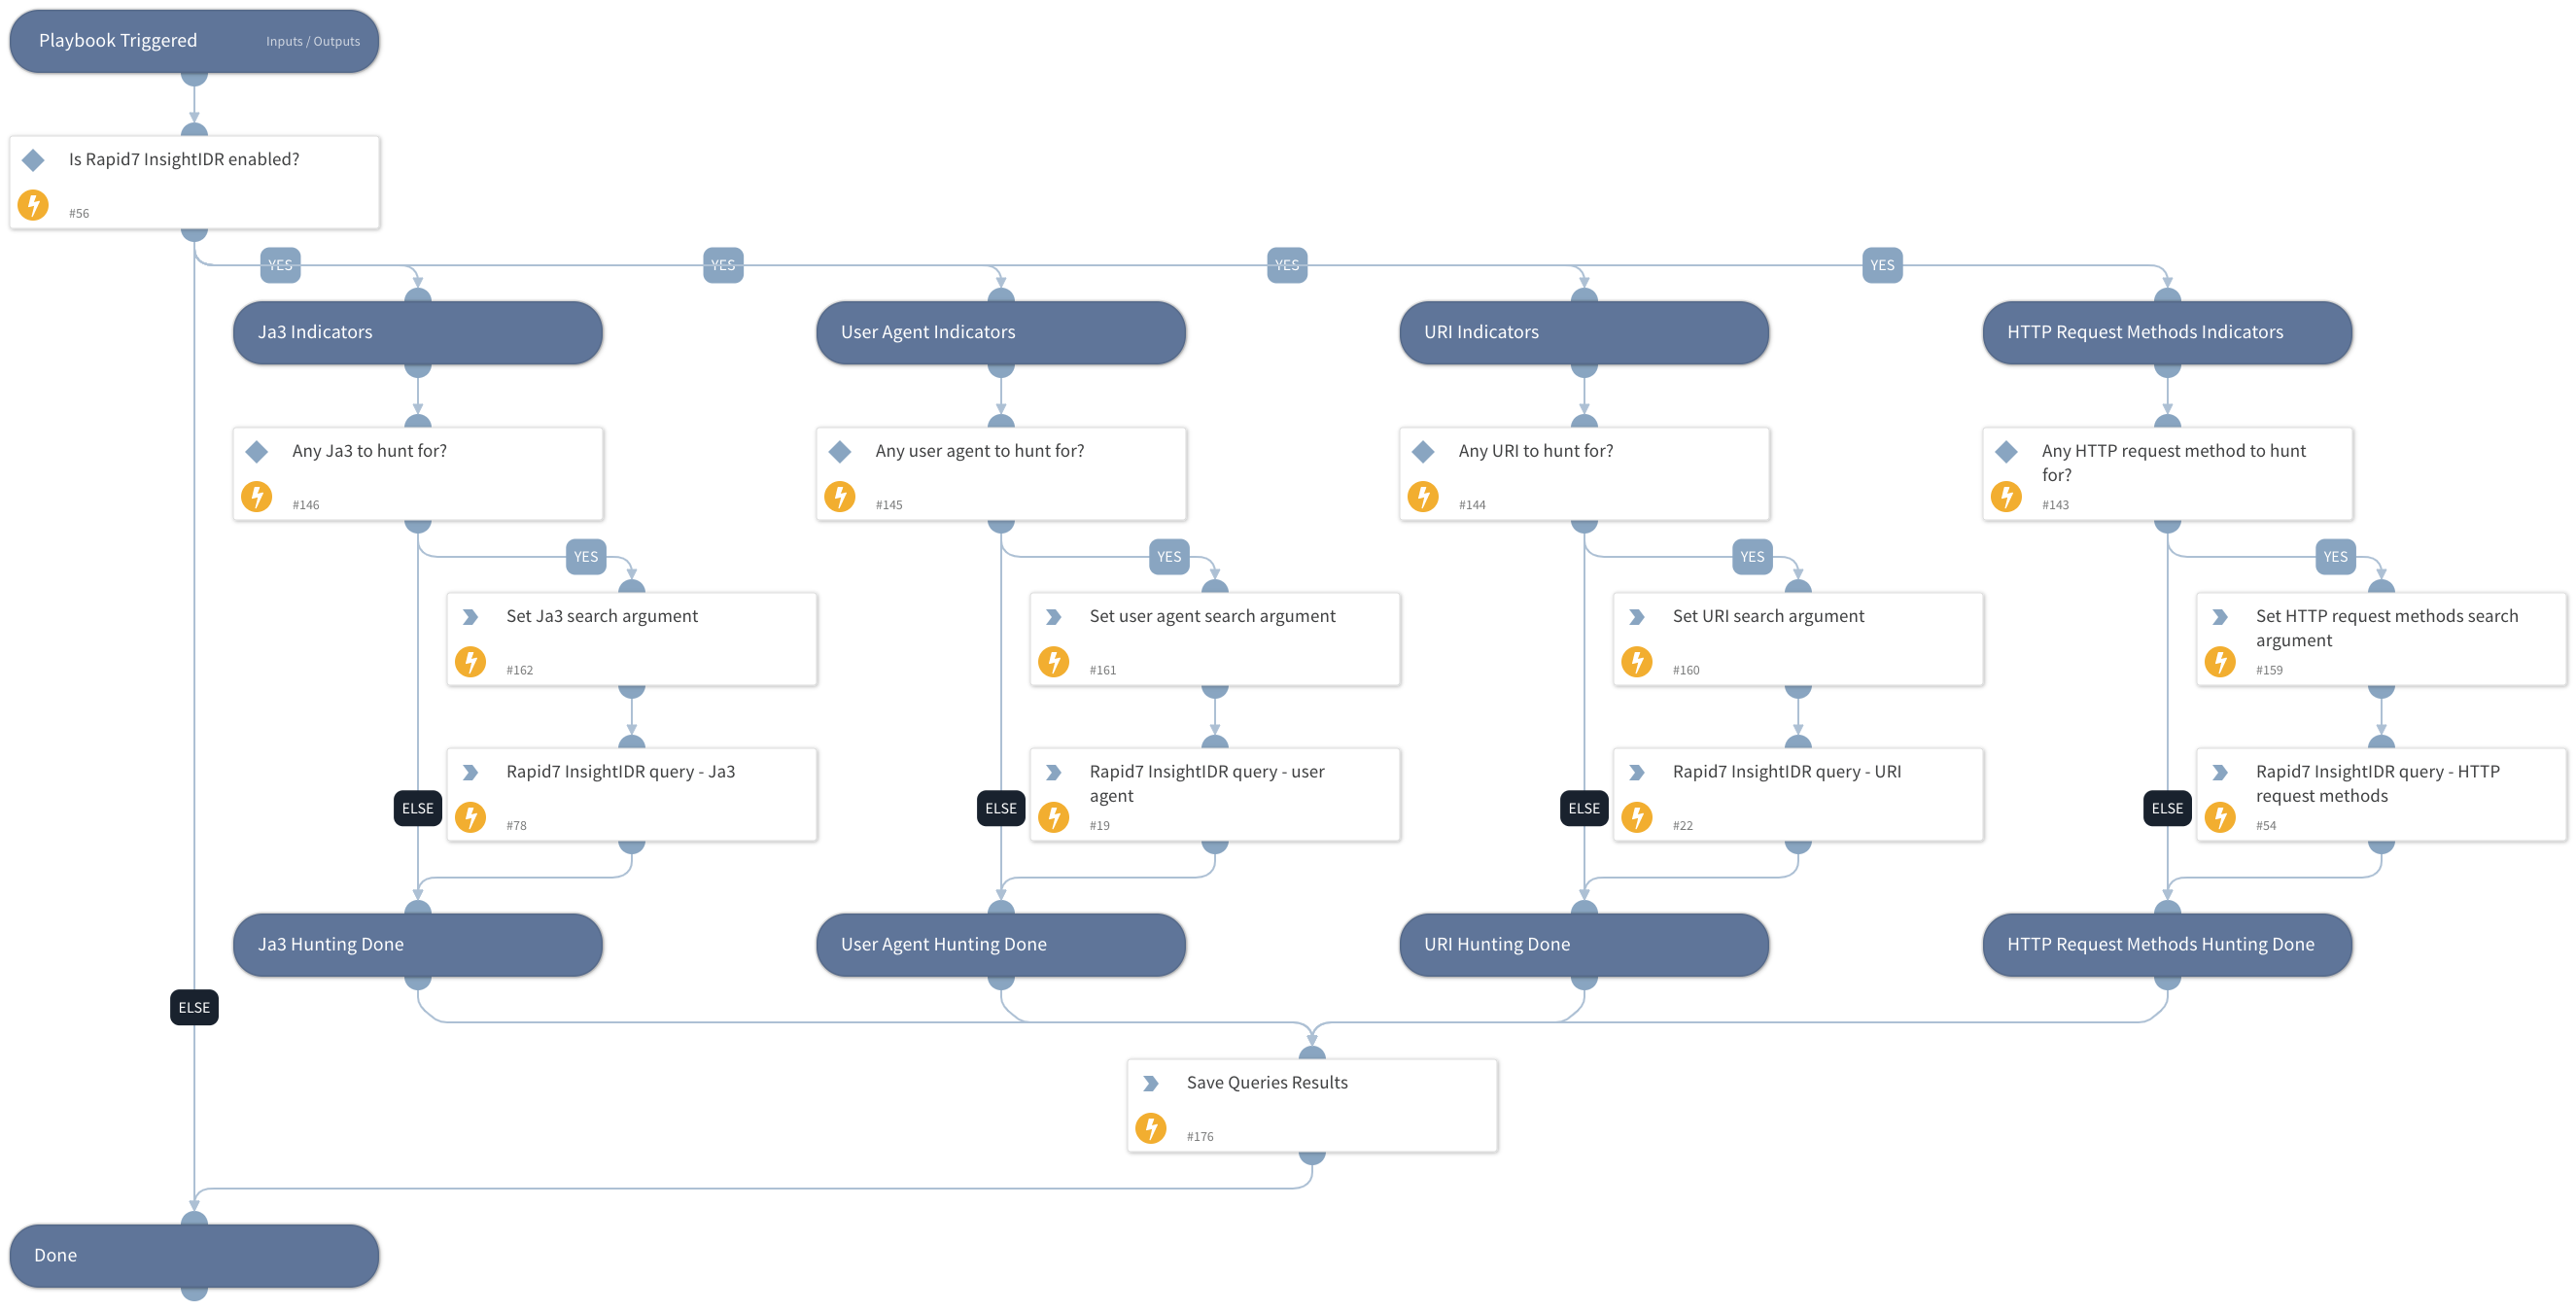 Playbook Triggered
Inputs / Outputs
Is Rapid7 InsightIDR enabled?
#56
YES
YES
YES
YES
Ja3 Indicators
User Agent Indicators
URI Indicators
HTTP Request Methods Indicators
Any Ja3 to hunt for?
#146
Any user agent to hunt for?
#145
Any URI to hunt for?
#144
Any HTTP request method to hunt
for?
#143
YES
YES
YES
YES
Set Ja3 search argument
#162
Set user agent search argument
#161
Set URI search argument
#160
Set HTTP request methods search
argument
#159
Rapid7 InsightIDR query - Ja3
#78
Rapid7 InsightIDR query - user
agent
#19
Rapid7 InsightIDR query - URI
#22
Rapid7 InsightIDR query - HTTP
request methods
#54
ELSE
ELSE
ELSE
ELSE
Ja3 Hunting Done
User Agent Hunting Done
URI Hunting Done
HTTP Request Methods Hunting Done
ELSE
Save Queries Results
#176
Done